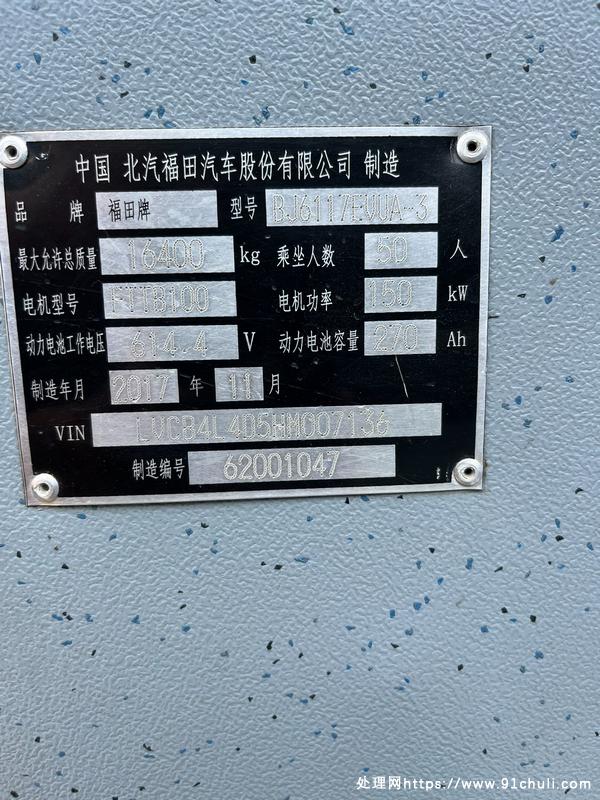 中国 北汽福田汽车股份有限公司 制造
品 牌 福田牌 型号 BJ6117EVUA-3
最大允许总质量 16400 kg 乘坐人数 50 人
电机型号 FTTB100 电机功率 150 kW
动力电池工作电压 614.4 V 动力电池容量 270 Ah
制造年月 2017 年 11 月
VIN LVCB4L4D5HM007136
制造编号 62001047
处理网https://www.91chuli.com/